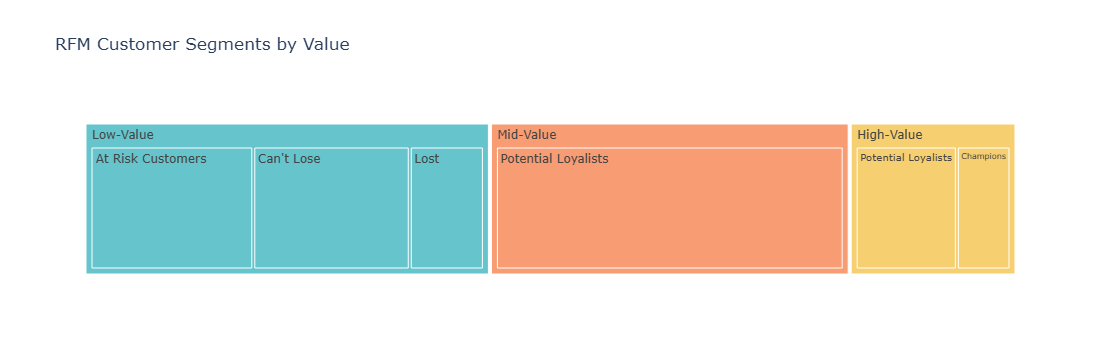 RFM Customer Segments by Value
Low-Value
At Risk Customers
Can't Lose
Lost
Mid-Value
Potential Loyalists
High-Value
Potential Loyalists
Champions